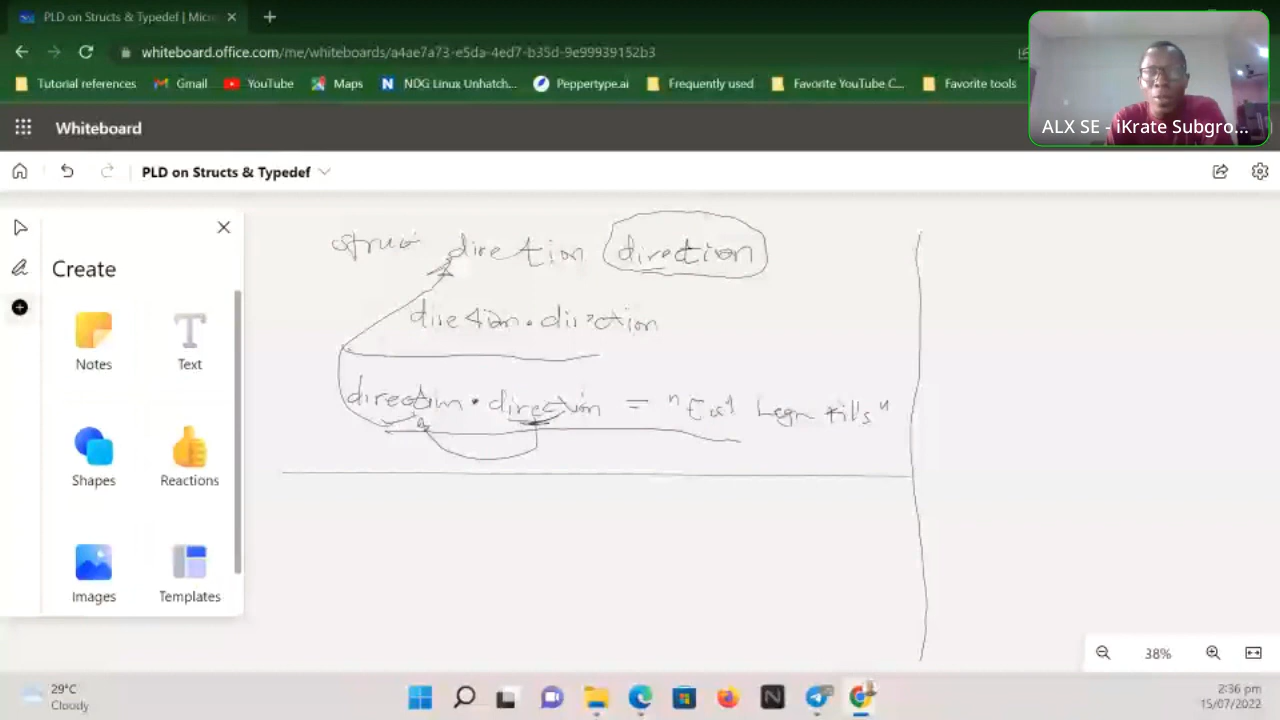 PLD on Structs & Typedef | Micr
whiteboard.office.com/me/whiteboards/a4ae7a73-e5da-4ed7-b35d-9e99939152b3
Tutorial references
Gmail
YouTube
Maps
NDG Linux Unhatch...
Peppertype.ai
Frequently used
Favorite YouTube C...
Favorite tools
ALX SE - iKrate Subgro...
Whiteboard
PLD on Structs & Typedef
Create
Notes
Text
Shapes
Reactions
Images
Templates
struct direction direction
direction.direction
direction.direction = "
38%
29°C
Cloudy
2:36 pm
15/07/2022